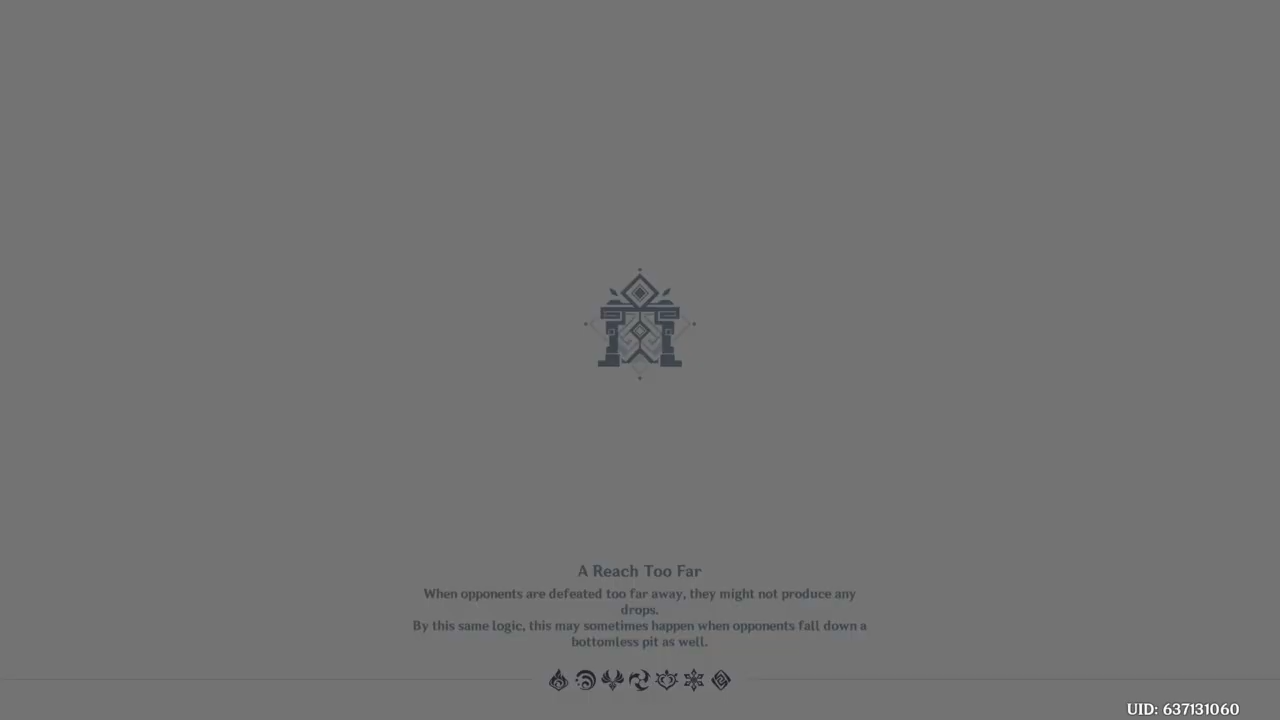 A Reach Too Far
When opponents are defeated too far away, they might not produce any
drops.
By this same logic, this may sometimes happen when opponents fall down a
bottomless pit as well.
UID: 637131060